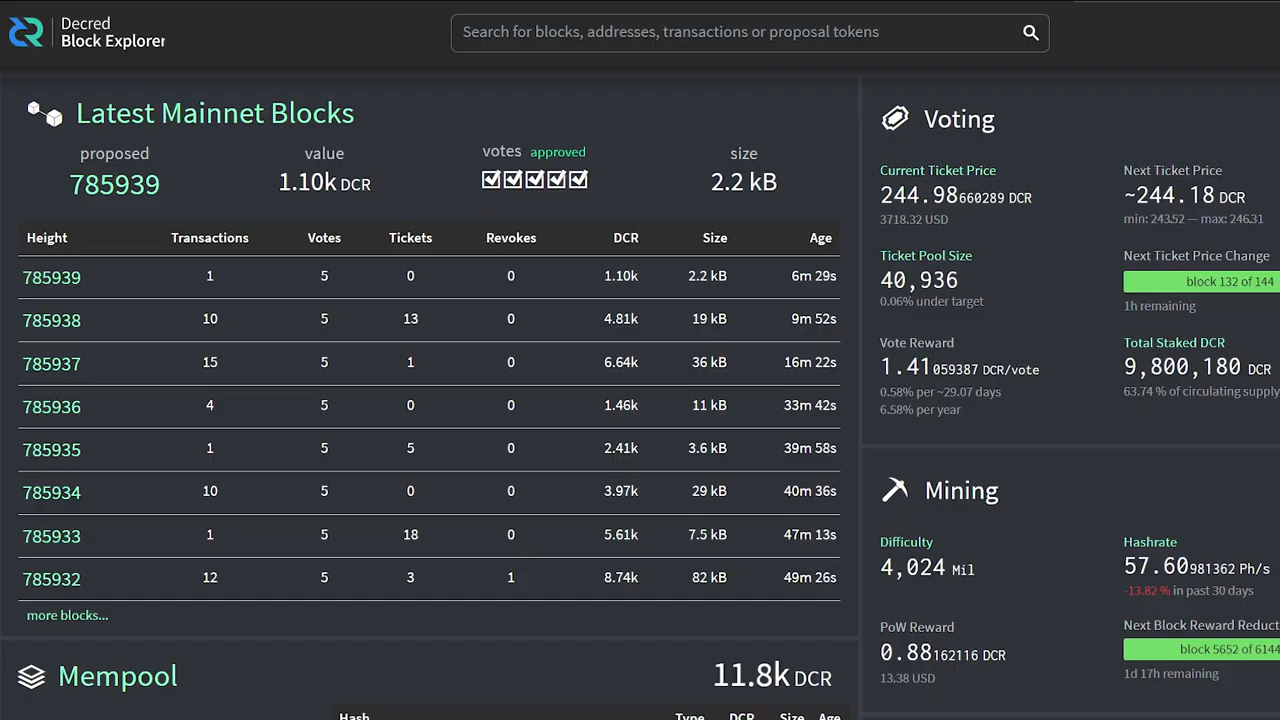 Decred
Block Explorer
Search for blocks, addresses, transactions or proposal tokens
Latest Mainnet Blocks
proposed value votes approved size
785939 1.10k DCR 2.2 kB
Height Transactions Votes Tickets Revokes DCR Size Age
785939 1 5 0 0 1.10k 2.2 kB 6m 29s
785938 10 5 13 0 4.81k 19 kB 9m 52s
785937 15 5 1 0 6.64k 36 kB 16m 22s
785936 4 5 0 0 1.46k 11 kB 33m 42s
785935 1 5 5 0 2.41k 3.6 kB 39m 58s
785934 10 5 0 0 3.97k 29 kB 40m 36s
785933 1 5 18 0 5.61k 7.5 kB 47m 13s
785932 12 5 3 1 8.74k 82 kB 49m 26s
more blocks...
Mempool 11.8k DCR
Hash Type DCR Size Age
Voting
Current Ticket Price Next Ticket Price
244.98660289 DCR ~244.18 DCR
3718.32 USD min: 243.52 — max: 246.31
Ticket Pool Size Next Ticket Price Change
40,936 block 132 of 144
0.06% under target 1h remaining
Vote Reward Total Staked DCR
1.41059387 DCR/vote 9,800,180 DCR
0.58% per ~29.07 days 63.74 % of circulating supply
6.58% per year
Mining
Difficulty Hashrate
4,024 Mil 57.60981362 Ph/s
-13.82 % in past 30 days
PoW Reward Next Block Reward Reduct
0.88162116 DCR block 5652 of 6144
13.38 USD 1d 17h remaining